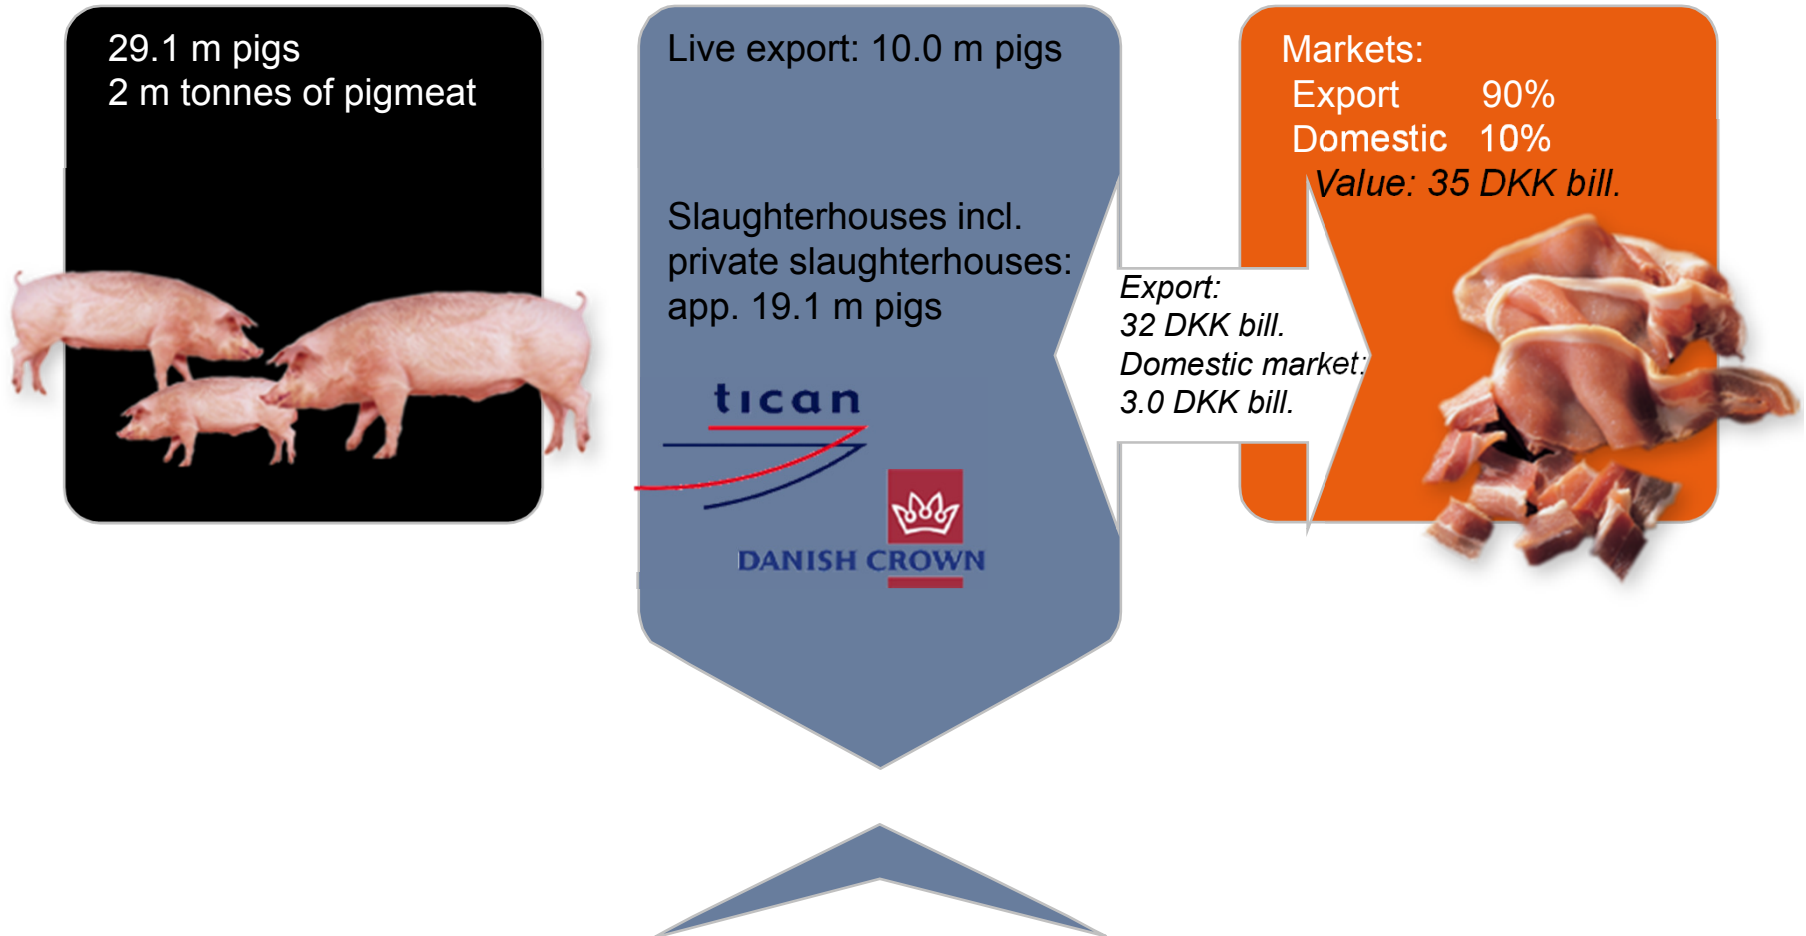 29.1 m pigs
2 m tonnes of pigmeat
Live export: 10.0 m pigs
Slaughterhouses incl.
private slaughterhouses:
app. 19.1 m pigs
tıcan
DANISH CROWN
Export:
32 DKK bill.
Domestic market:
3.0 DKK bill.
Markets:
Export 90%
Domestic 10%
Value: 35 DKK bill.